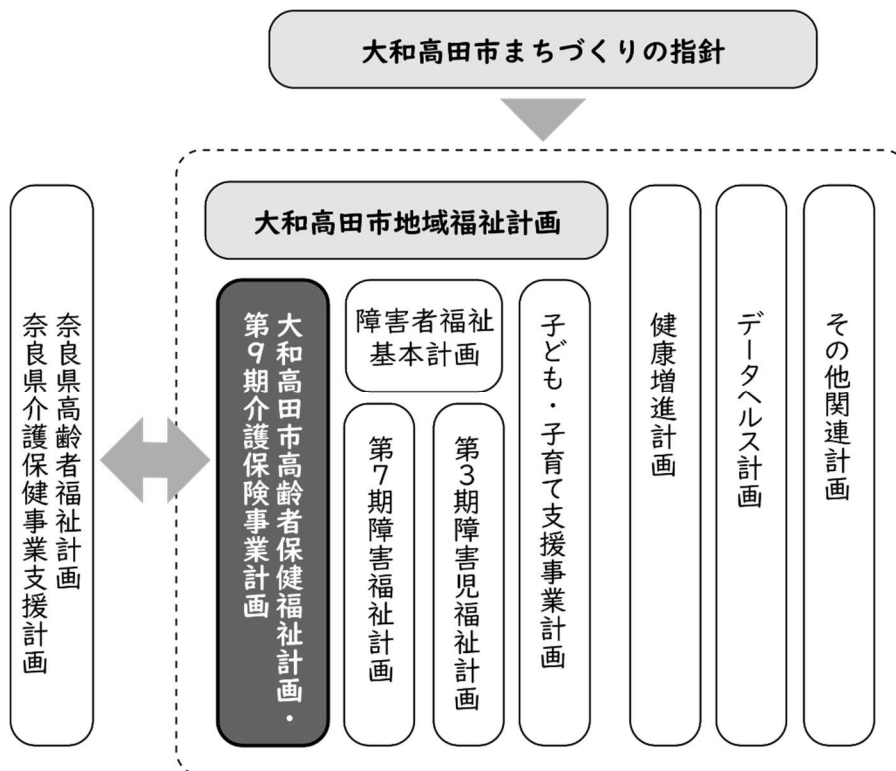 大和高田市まちづくりの指針
大和高田市地域福祉計画
奈良県高齢者福祉計画
奈良県介護保健事業支援計画
大和高田市高齢者保健福祉計画・
第９期介護保険事業計画
障害者福祉
基本計画
第７期障害福祉計画
第３期障害児福祉計画
子ども・子育て支援事業計画
健康増進計画
データヘルス計画
その他関連計画